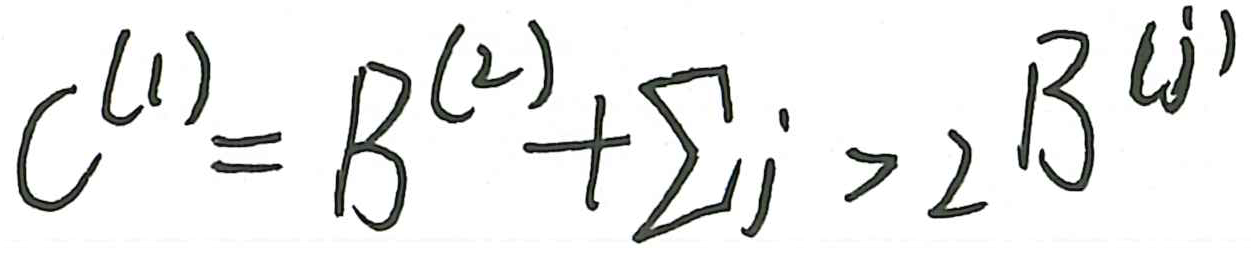 $C^{(1)} = B^{(2)} + \sum_{j > 2} B^{(j)}$